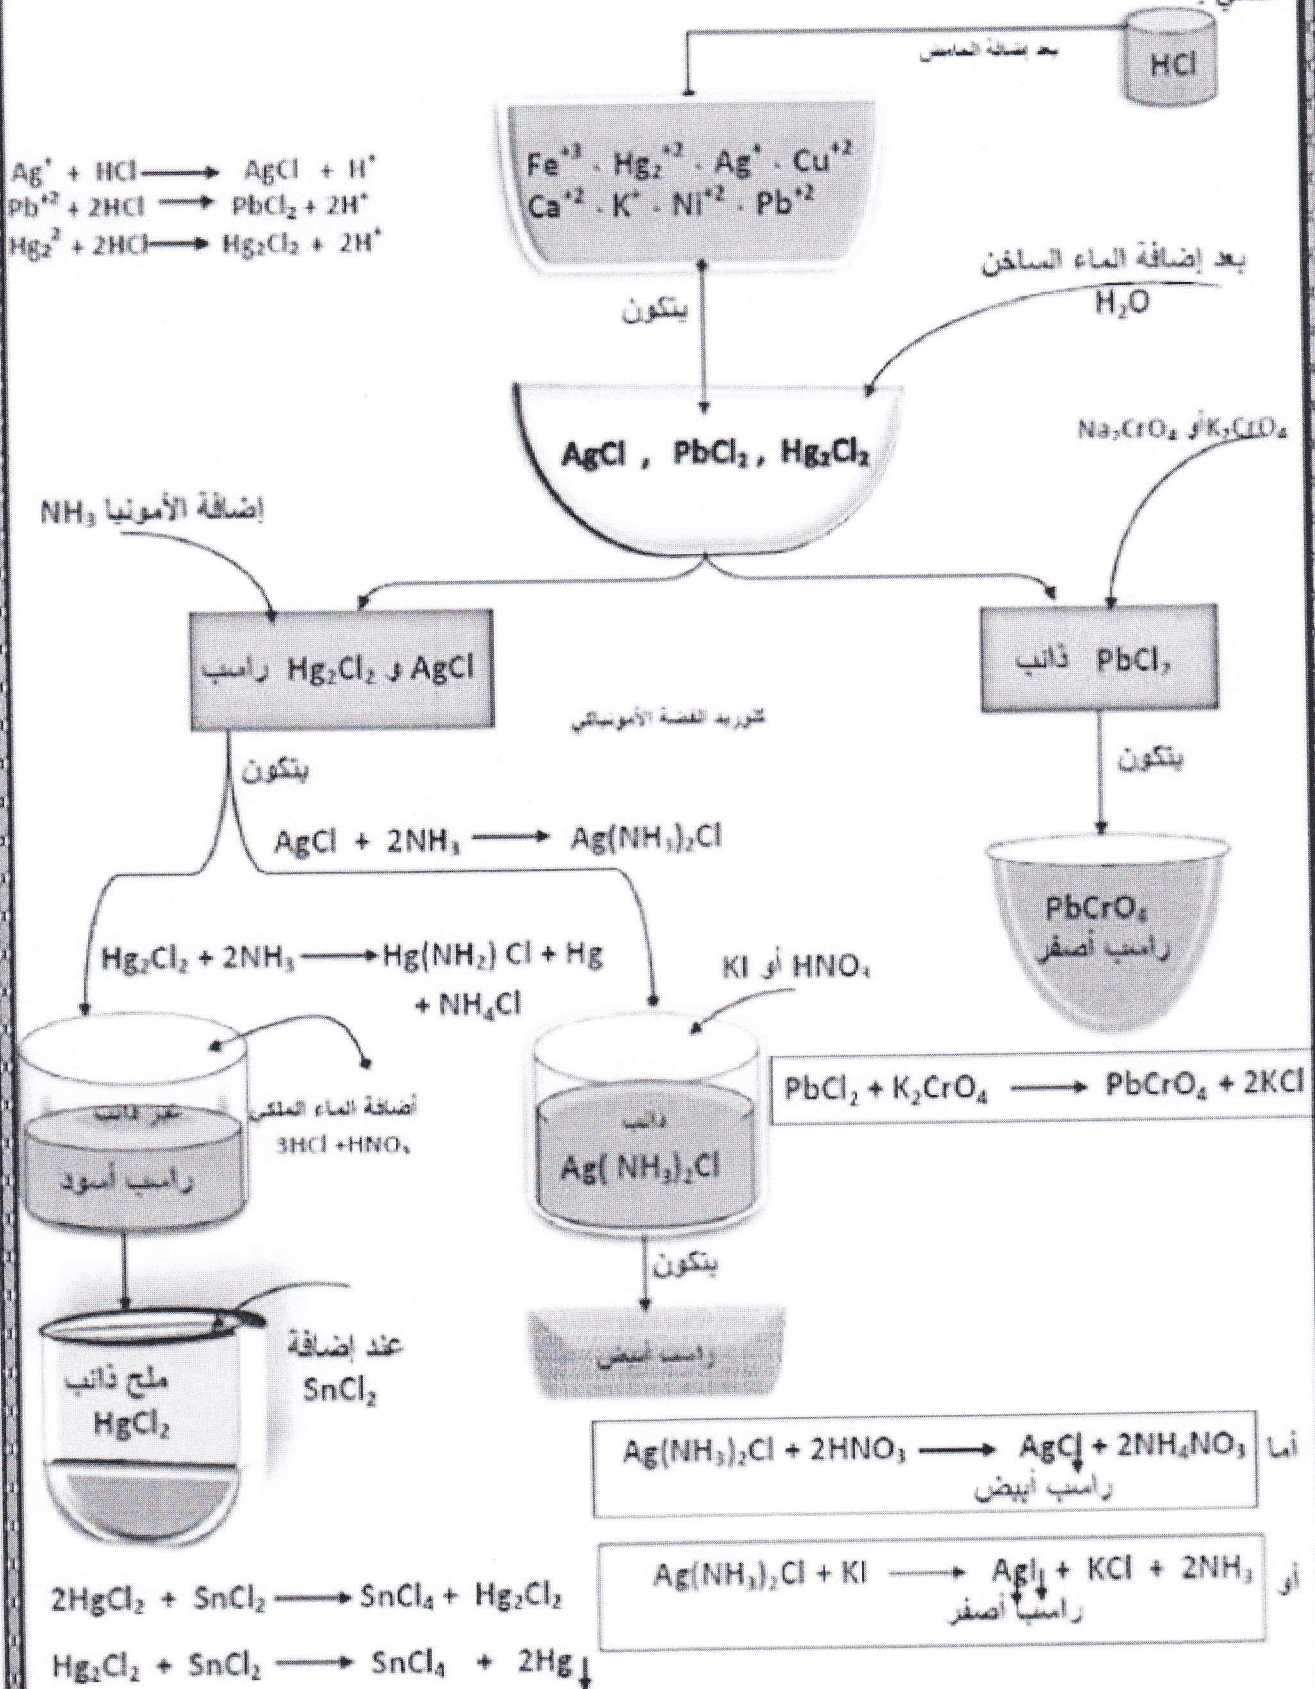 HCl
بعد إضافة الحامض
Fe⁺³ . Hg₂⁺² . Ag⁺ . Cu⁺²
Ca⁺² . K⁺ . Ni⁺² . Pb⁺²
Ag⁺ + HCl → AgCl + H⁺
Pb⁺² + 2HCl → PbCl₂ + 2H⁺
Hg₂² + 2HCl → Hg₂Cl₂ + 2H⁺
يتكون
بعد إضافة الماء الساخن
H₂O
AgCl , PbCl₂ , Hg₂Cl₂
K₂CrO₄ أو Na₂CrO₄
إضافة الأمونيا NH₃
AgCl و Hg₂Cl₂ راسب
PbCl₂ ذائب
كلوريد الفضة الأمونياكي
يتكون
يتكون
AgCl + 2NH₃ → Ag(NH₃)₂Cl
PbCrO₄
راسب أصفر
Hg₂Cl₂ + 2NH₃ → Hg(NH₂) Cl + Hg
+ NH₄Cl
KI أو HNO₃
PbCl₂ + K₂CrO₄ → PbCrO₄ + 2KCl
غير ذائب
راسب أسود
أضافة الماء الملكي
3HCl +HNO₃
ذائب
Ag( NH₃)₂Cl
يتكون
راسب أبيض
عند إضافة
SnCl₂
ملح ذائب
HgCl₂
أما Ag(NH₃)₂Cl + 2HNO₃ → AgCl↓ + 2NH₄NO₃
راسب أبيض
أو Ag(NH₃)₂Cl + KI → AgI↓ + KCl + 2NH₃
راسب أصفر
2HgCl₂ + SnCl₂ → SnCl₄ + Hg₂Cl₂
Hg₂Cl₂ + SnCl₂ → SnCl₄ + 2Hg↓